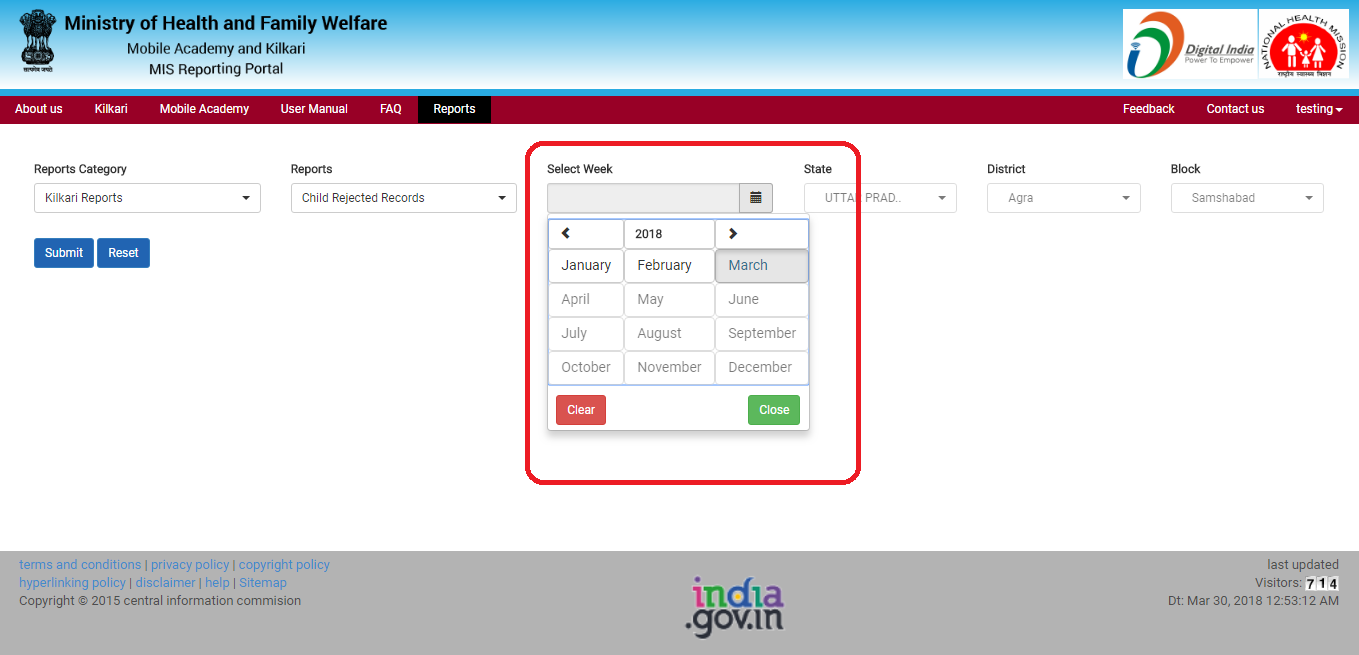 Ministry of Health and Family Welfare
Mobile Academy and Kilkari
MIS Reporting Portal
सत्यमेव जयते
Digital India
Power To Empower
NATIONAL HEALTH MISSION
राष्ट्रीय स्वास्थ्य मिशन
About us Kilkari Mobile Academy User Manual FAQ Reports Feedback Contact us testing
Reports Category Reports Select Week State District Block
Kilkari Reports Child Rejected Records UTTAR PRAD.. Agra Samshabad
Submit Reset
2018
January February March
April May June
July August September
October November December
Clear Close
terms and conditions | privacy policy | copyright policy
hyperlinking policy | disclaimer | help | Sitemap
Copyright © 2015 central information commision
india
.gov.in
last updated
Visitors: 714
Dt: Mar 30, 2018 12:53:12 AM